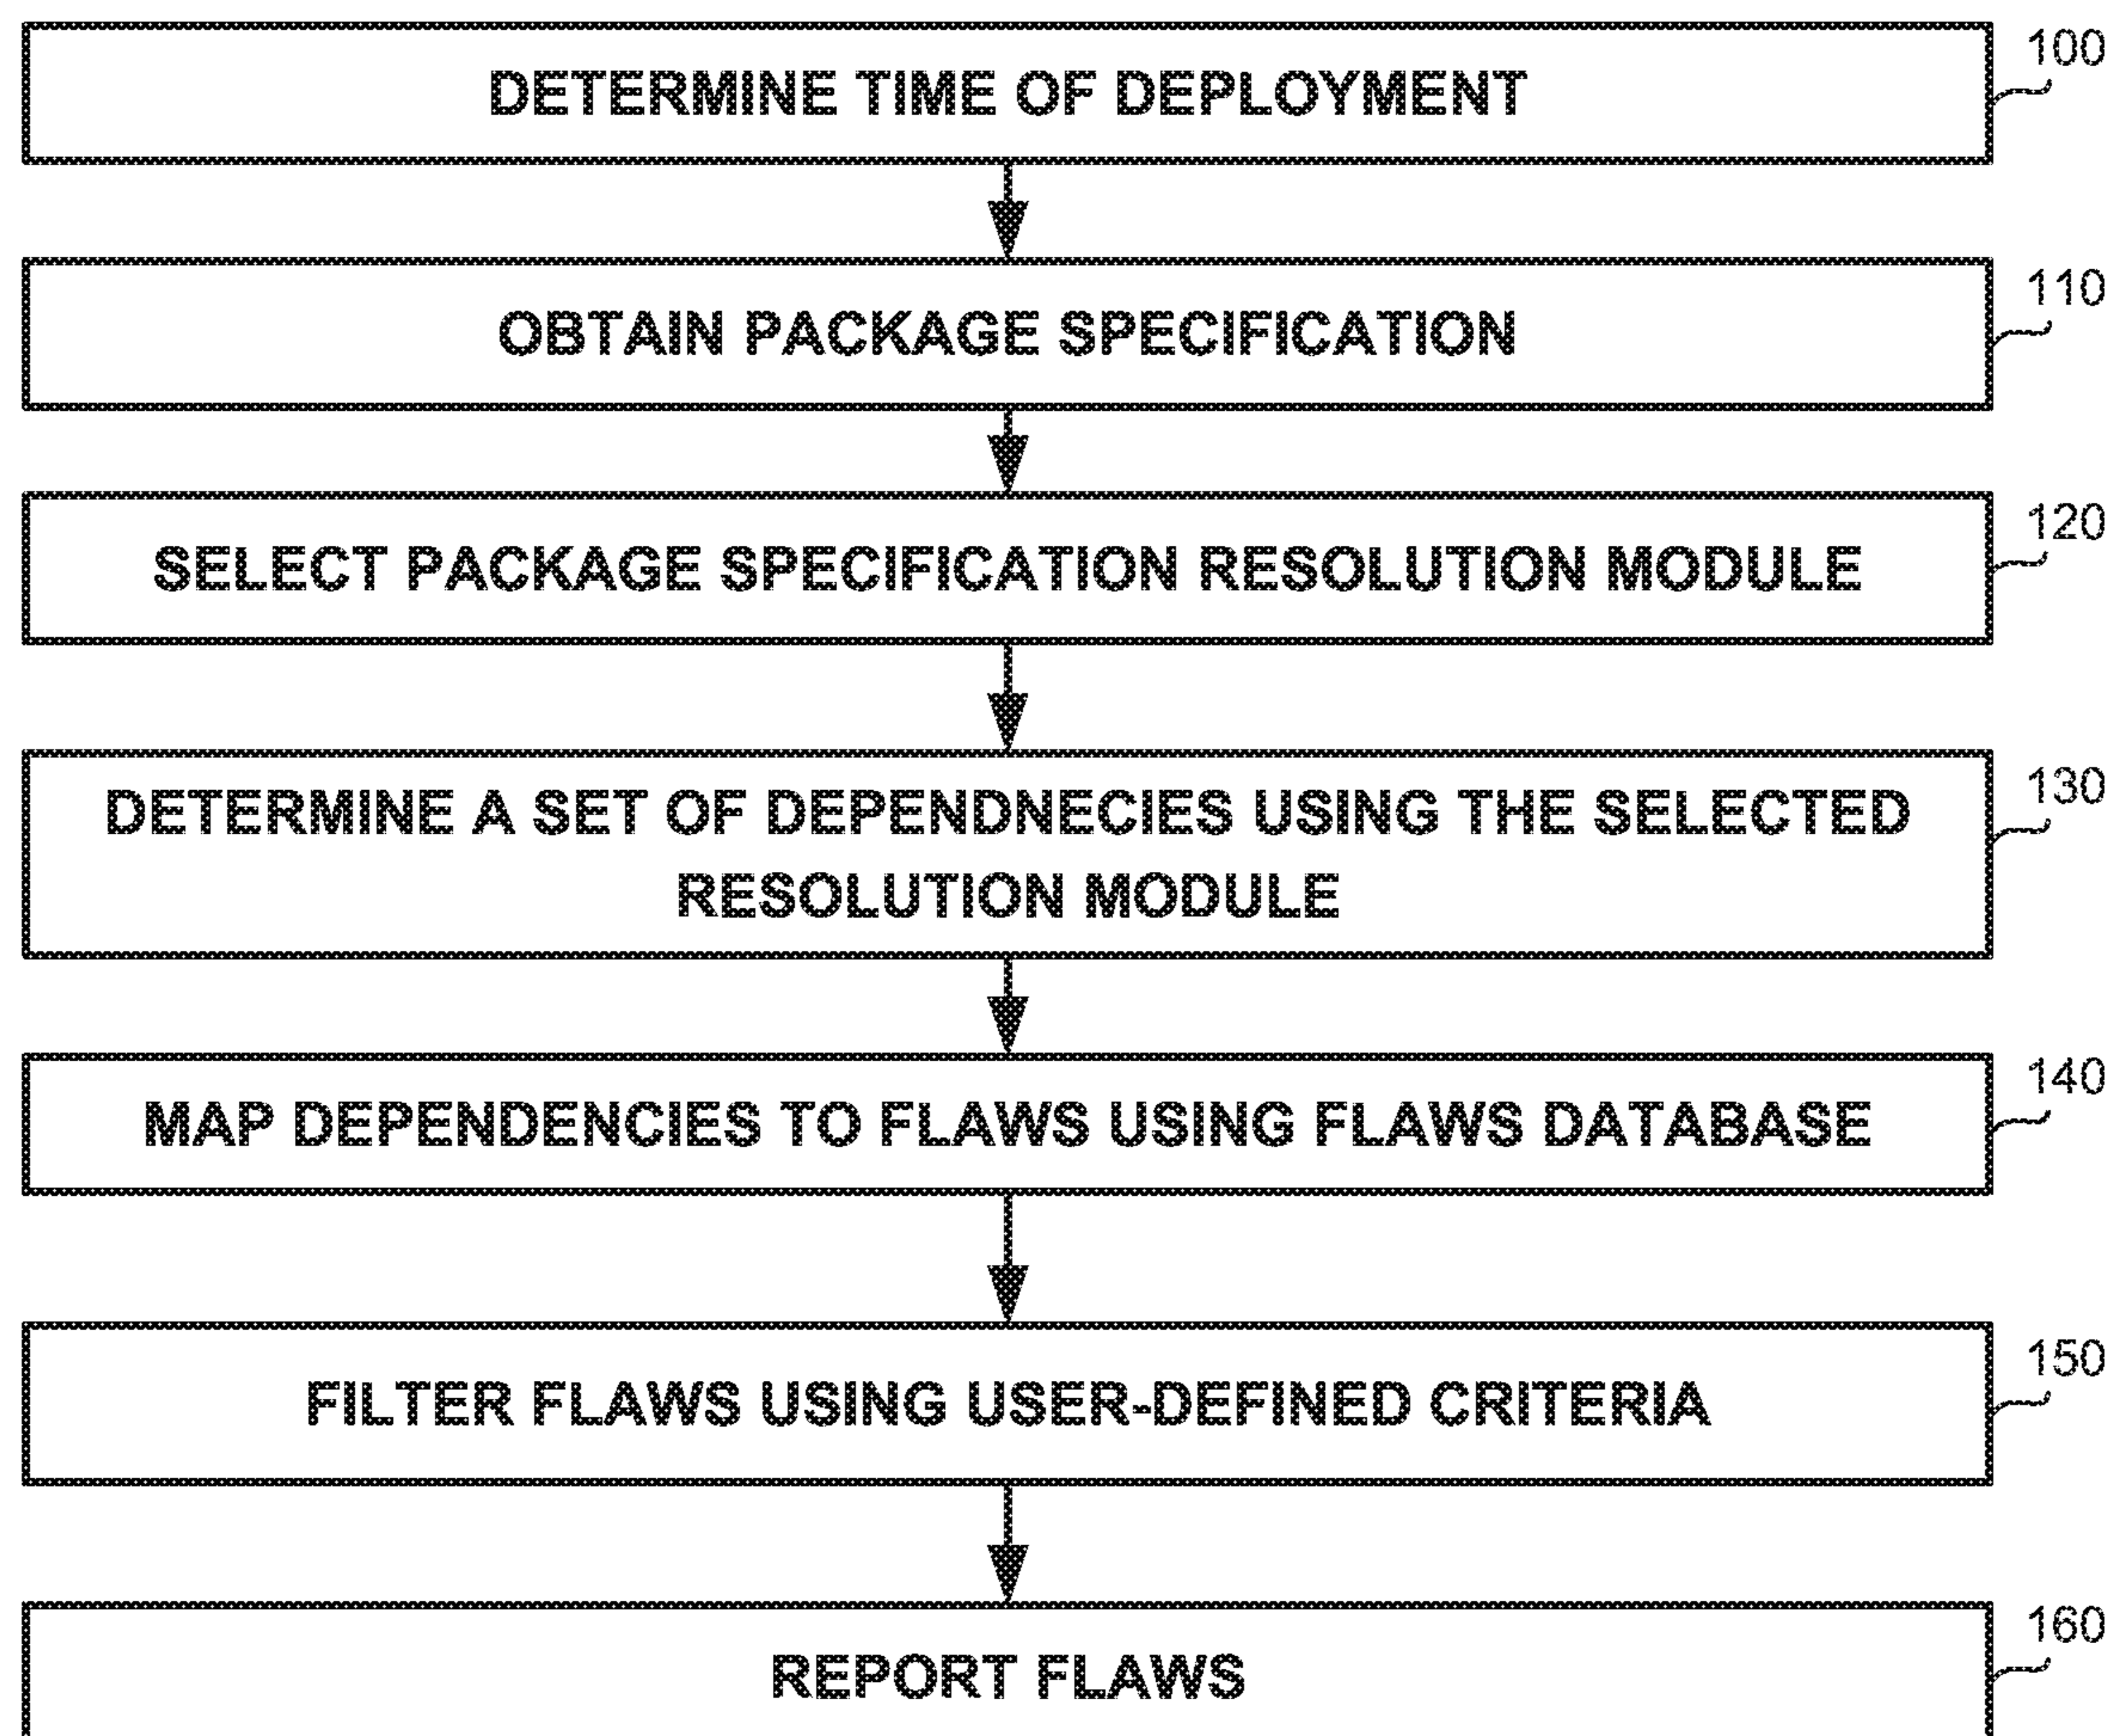 100
DETERMINE TIME OF DEPLOYMENT
110
OBTAIN PACKAGE SPECIFICATION
120
SELECT PACKAGE SPECIFICATION RESOLUTION MODULE
130
DETERMINE A SET OF DEPENDNECIES USING THE SELECTED
RESOLUTION MODULE
140
MAP DEPENDENCIES TO FLAWS USING FLAWS DATABASE
150
FILTER FLAWS USING USER-DEFINED CRITERIA
160
REPORT FLAWS